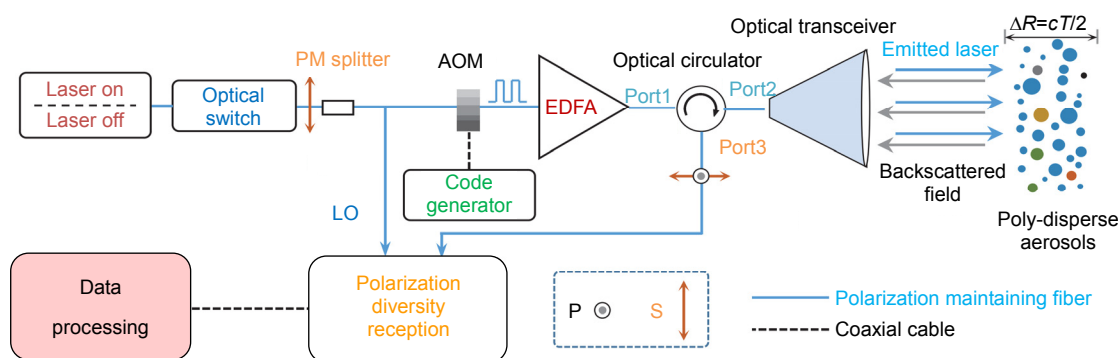 Laser on
Laser off
Optical
switch
PM splitter
AOM
EDFA
Port1
Optical circulator
Port2
Port3
Optical transceiver
Emitted laser
ΔR=cT/2
Backscattered
field
Poly-disperse
aerosols
Code
generator
LO
Data
processing
Polarization
diversity
reception
P
S
Polarization maintaining fiber
Coaxial cable